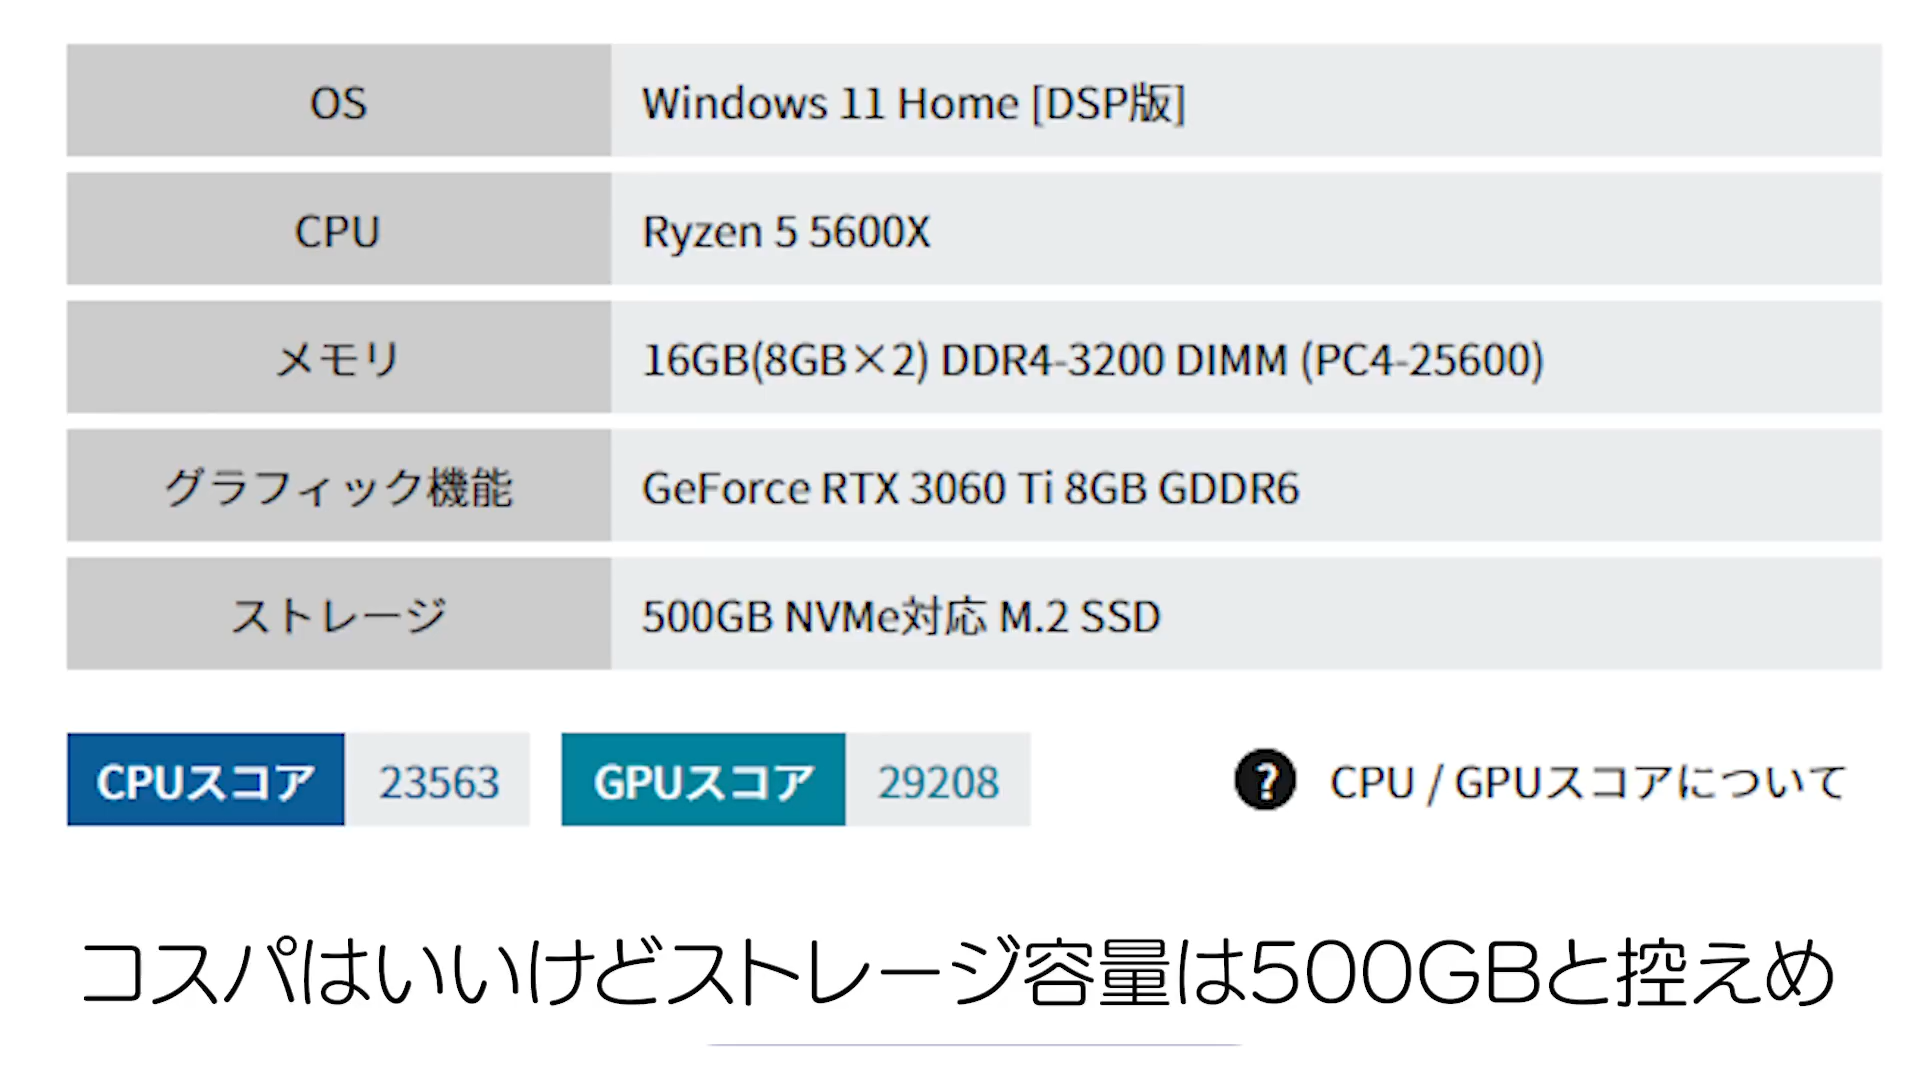 OS Windows 11 Home [DSP版]
CPU Ryzen 5 5600X
メモリ 16GB(8GB×2) DDR4-3200 DIMM (PC4-25600)
グラフィック機能 GeForce RTX 3060 Ti 8GB GDDR6
ストレージ 500GB NVMe対応 M.2 SSD
CPUスコア 23563 GPUスコア 29208 ? CPU / GPUスコアについて
コスパはいいけどストレージ容量は500GBと控えめ